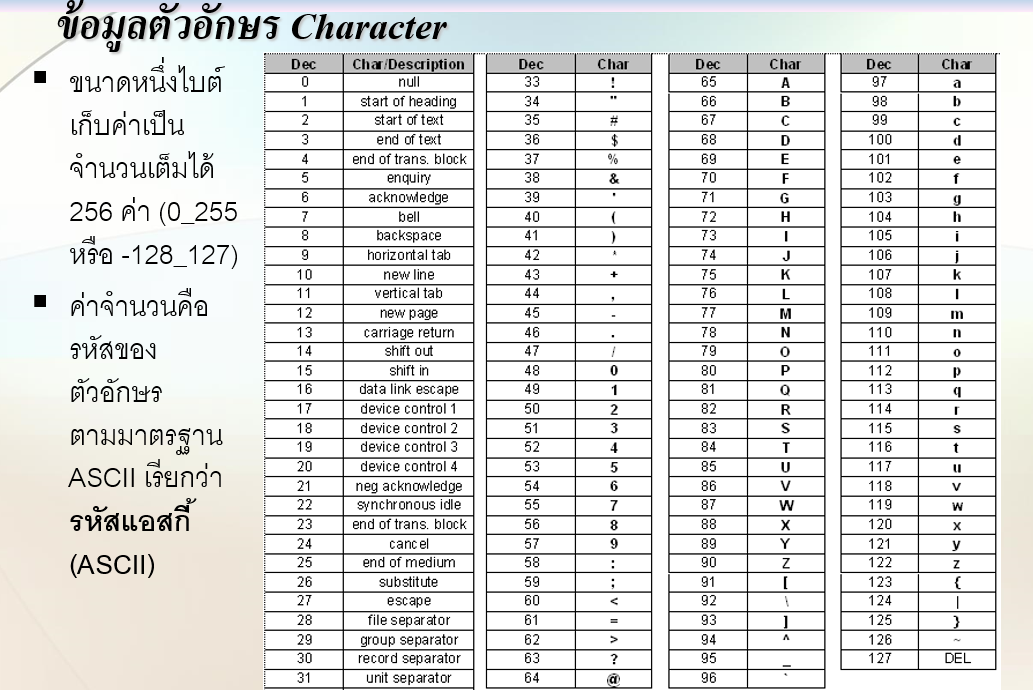 ข้อมูลตัวอักษร Character
▪ ขนาดหนึ่งไบต์
เก็บค่าเป็น
จำนวนเต็มได้
256 ค่า (0_255
หรือ -128_127)
▪ ค่าจำนวนคือ
รหัสของ
ตัวอักษร
ตามมาตรฐาน
ASCII เรียกว่า
รหัสแอสกี้
(ASCII)
Dec Char/Description Dec Char Dec Char Dec Char
0 null 33 ! 65 A 97 a
1 start of heading 34 " 66 B 98 b
2 start of text 35 # 67 C 99 c
3 end of text 36 $ 68 D 100 d
4 end of trans. block 37 % 69 E 101 e
5 enquiry 38 & 70 F 102 f
6 acknowledge 39 ' 71 G 103 g
7 bell 40 ( 72 H 104 h
8 backspace 41 ) 73 I 105 i
9 horizontal tab 42 * 74 J 106 j
10 new line 43 + 75 K 107 k
11 vertical tab 44 , 76 L 108 l
12 new page 45 - 77 M 109 m
13 carriage return 46 . 78 N 110 n
14 shift out 47 / 79 O 111 o
15 shift in 48 0 80 P 112 p
16 data link escape 49 1 81 Q 113 q
17 device control 1 50 2 82 R 114 r
18 device control 2 51 3 83 S 115 s
19 device control 3 52 4 84 T 116 t
20 device control 4 53 5 85 U 117 u
21 neg acknowledge 54 6 86 V 118 v
22 synchronous idle 55 7 87 W 119 w
23 end of trans. block 56 8 88 X 120 x
24 cancel 57 9 89 Y 121 y
25 end of medium 58 : 90 Z 122 z
26 substitute 59 ; 91 [ 123 {
27 escape 60 < 92 \ 124 |
28 file separator 61 = 93 ] 125 }
29 group separator 62 > 94 ^ 126 ~
30 record separator 63 ? 95 _ 127 DEL
31 unit separator 64 @ 96 `